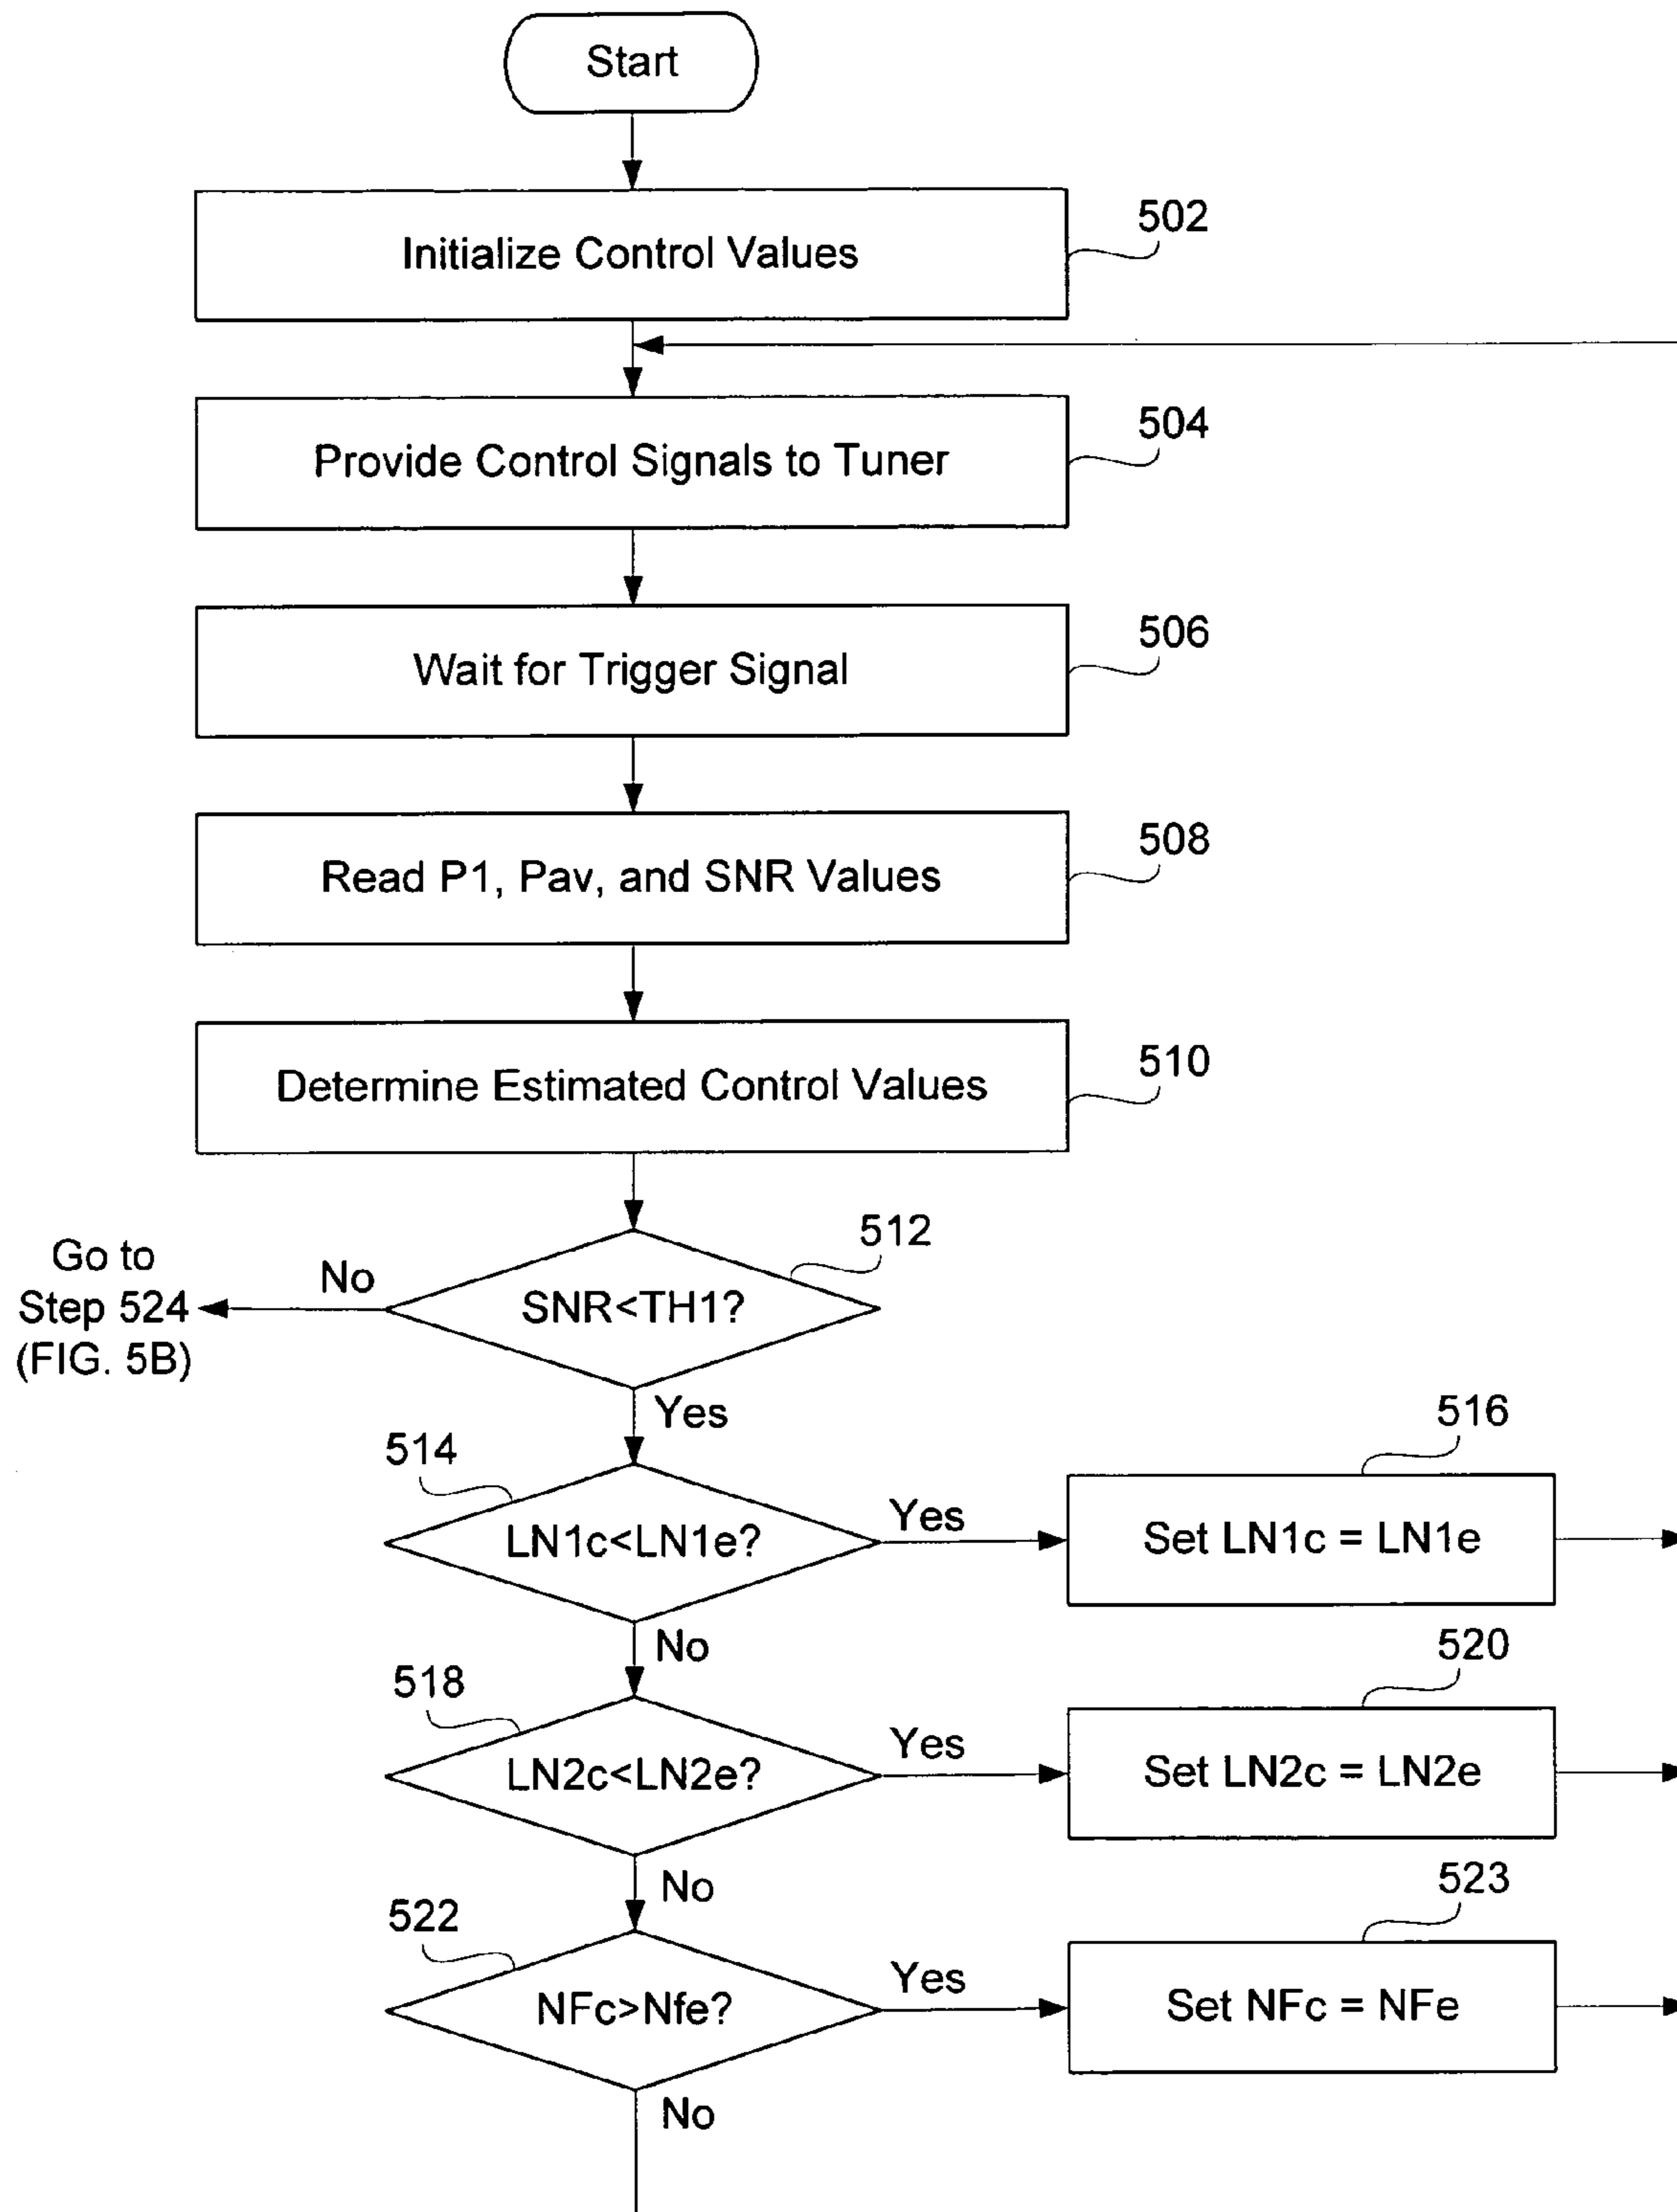 Start
Initialize Control Values
502
Provide Control Signals to Tuner
504
Wait for Trigger Signal
506
Read P1, Pav, and SNR Values
508
Determine Estimated Control Values
510
512
Go to
Step 524
(FIG. 5B)
No
SNR<TH1?
Yes
514
516
LN1c<LN1e?
Yes
Set LN1c = LN1e
No
518
520
LN2c<LN2e?
Yes
Set LN2c = LN2e
No
522
523
NFc>Nfe?
Yes
Set NFc = NFe
No